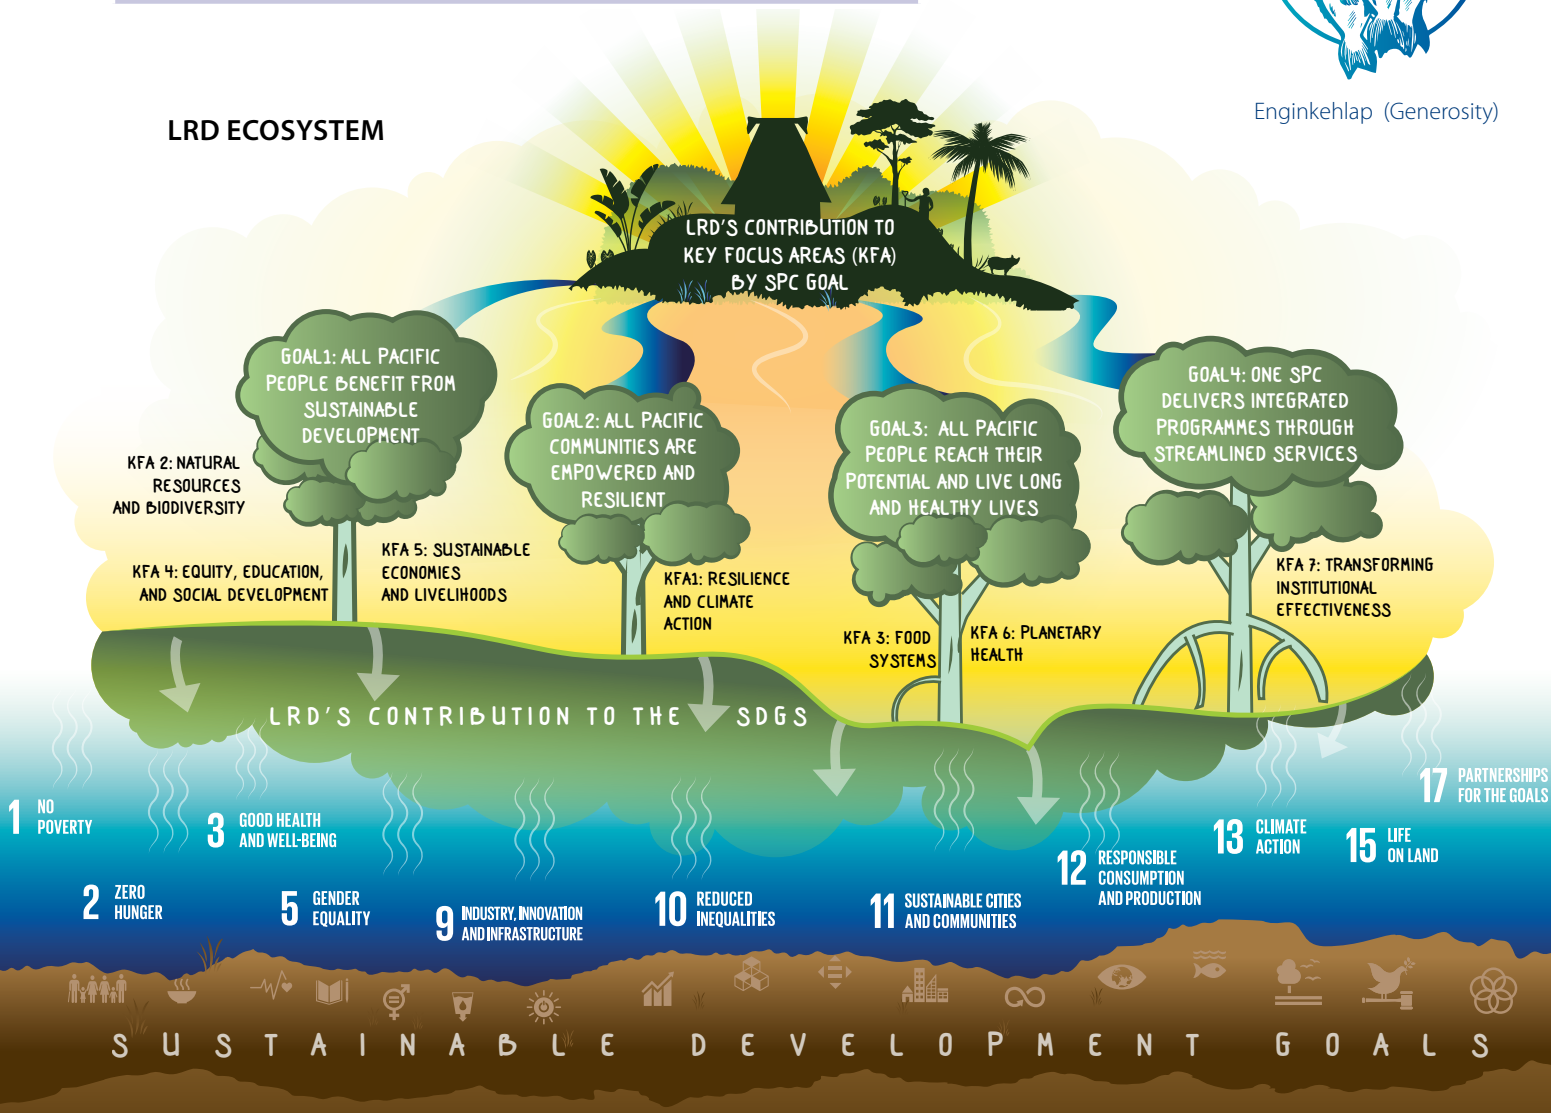 Enginkehlap (Generosity)
LRD ECOSYSTEM
LRD'S CONTRIBUTION TO
KEY FOCUS AREAS (KFA)
BY SPC GOAL
GOAL1: ALL PACIFIC
PEOPLE BENEFIT FROM
SUSTAINABLE
DEVELOPMENT
KFA 2: NATURAL
RESOURCES
AND BIODIVERSITY
KFA 4: EQUITY, EDUCATION,
AND SOCIAL DEVELOPMENT
KFA 5: SUSTAINABLE
ECONOMIES
AND LIVELIHOODS
GOAL2: ALL PACIFIC
COMMUNITIES ARE
EMPOWERED AND
RESILIENT
KFA1: RESILIENCE
AND CLIMATE
ACTION
GOAL3: ALL PACIFIC
PEOPLE REACH THEIR
POTENTIAL AND LIVE LONG
AND HEALTHY LIVES
KFA 3: FOOD
SYSTEMS
KFA 6: PLANETARY
HEALTH
GOAL4: ONE SPC
DELIVERS INTEGRATED
PROGRAMMES THROUGH
STREAMLINED SERVICES
KFA 7: TRANSFORMING
INSTITUTIONAL
EFFECTIVENESS
LRD'S CONTRIBUTION TO THE SDGS
1 NO
POVERTY
2 ZERO
HUNGER
3 GOOD HEALTH
AND WELL-BEING
5 GENDER
EQUALITY
9 INDUSTRY, INNOVATION
AND INFRASTRUCTURE
10 REDUCED
INEQUALITIES
11 SUSTAINABLE CITIES
AND COMMUNITIES
12 RESPONSIBLE
CONSUMPTION
AND PRODUCTION
13 CLIMATE
ACTION
15 LIFE
ON LAND
17 PARTNERSHIPS
FOR THE GOALS
SUSTAINABLE DEVELOPMENT GOALS